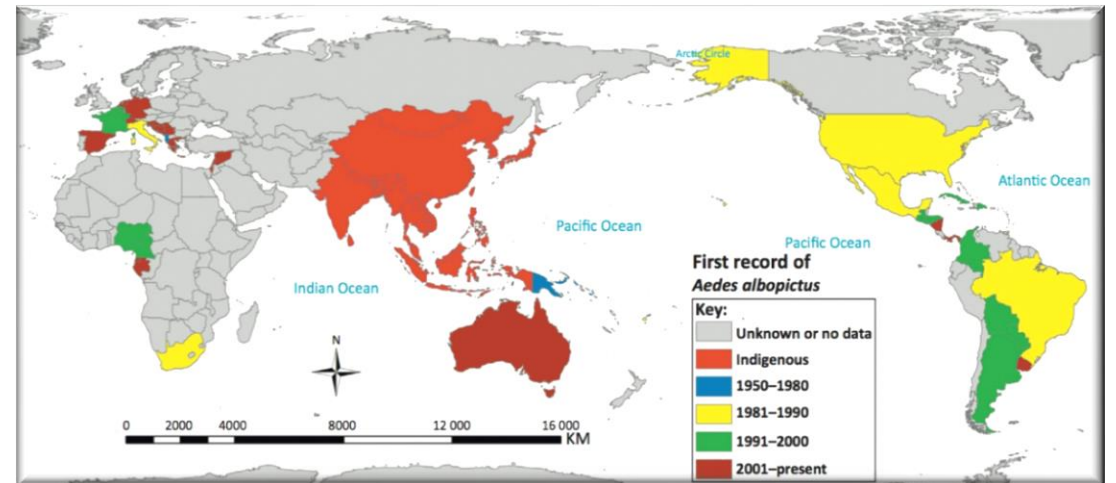 Arctic Circle
Atlantic Ocean
Pacific Ocean
Pacific Ocean
Indian Ocean
First record of
Aedes albopictus
Key:
Unknown or no data
Indigenous
1950–1980
1981–1990
1991–2000
2001–present
N
0 2000 4000 8000 12 000 16 000
KM